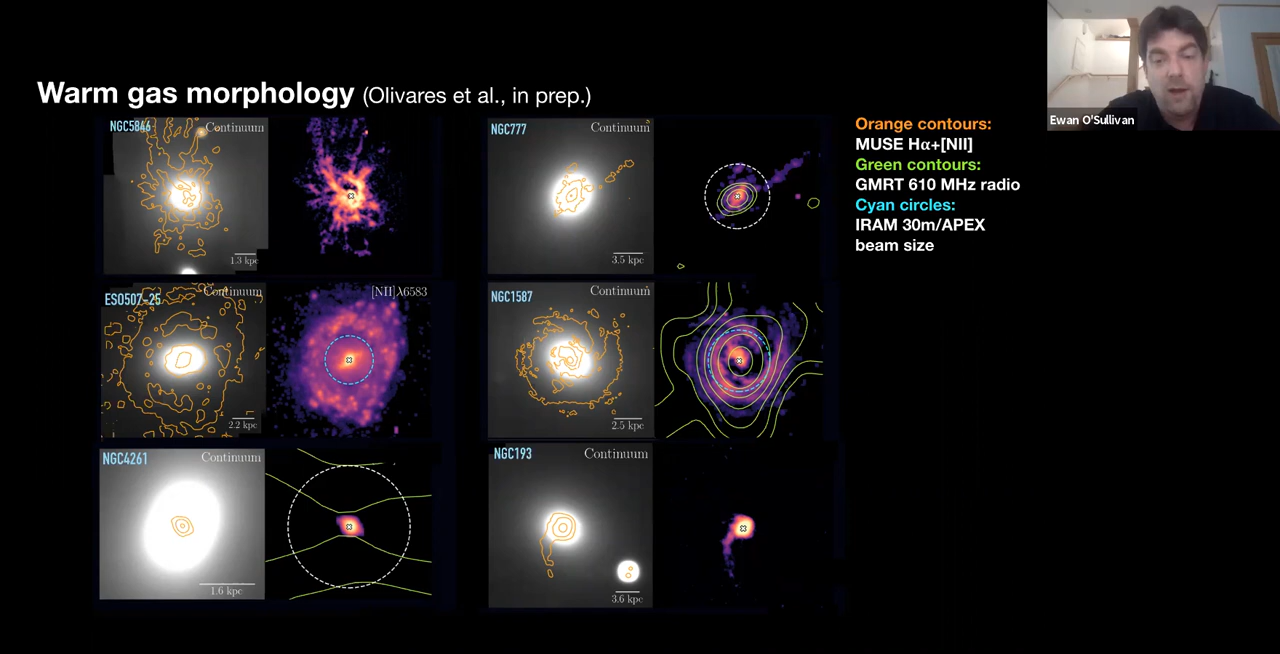 Ewan O'Sullivan
Warm gas morphology (Olivares et al., in prep.)
NGC5846
Continuum
1.3 kpc
NGC777
Continuum
3.5 kpc
Orange contours:
MUSE Hα+[NII]
Green contours:
GMRT 610 MHz radio
Cyan circles:
IRAM 30m/APEX
beam size
ESO507-25
Continuum
[NII]λ6583
2.2 kpc
NGC1587
Continuum
2.5 kpc
NGC4261
Continuum
1.6 kpc
NGC193
Continuum
3.6 kpc